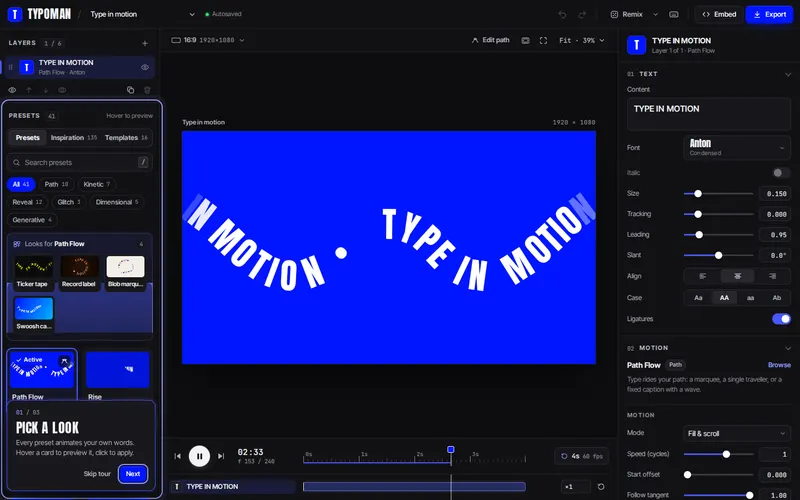 T TYPOMAN / Type in motion Autosaved Remix Embed Export
LAYERS 1 / 4 +
T TYPE IN MOTION
Path Flow · Anton
PRESETS 41 Hover to preview
Presets Inspiration 135 Templates 16
Search presets /
All 41 Path 10 Kinetic 7
Reveal 12 Glitch 3 Dimensional 5
Generative 4
Looks for Path Flow 4
Ticker tape Record label Blob marqu...
Swoosh ca...
Active
Path Flow Rise
01 / 03
PICK A LOOK
Every preset animates your own words.
Hover a card to preview it, click to apply.
Skip tour Next
16:9 1920×1080 Edit path Fit · 39%
Type in motion 1920 × 1080
IN MOTION • TYPE IN MOTION
02:33
f 153 / 240
0s 1s 2s 3s
4s 60 fps
T TYPE IN MOTION ×1
T TYPE IN MOTION
Layer 1 of 1 · Path Flow
01 TEXT
Content
TYPE IN MOTION
Font Anton
Condensed
Italic
Size 0.150
Tracking 0.000
Leading 0.95
Slant 0.0°
Align
Case Aa AA aa Ab
Ligatures
02 MOTION
Path Flow Path Browse
Type rides your path: a marquee, a single traveller, or a
fixed caption with a wave.
MOTION
Mode Fill & scroll
Speed (cycles) 1
Start offset 0.000
Follow tangent 1.00